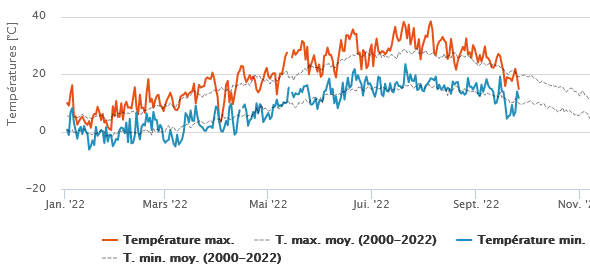 40
20
0
−20
Températures [°C]
Jan. '22
Mars '22
Mai '22
Jui. '22
Sept. '22
Nov. '22
Température max.
T. max. moy. (2000−2022)
Température min.
T. min. moy. (2000−2022)